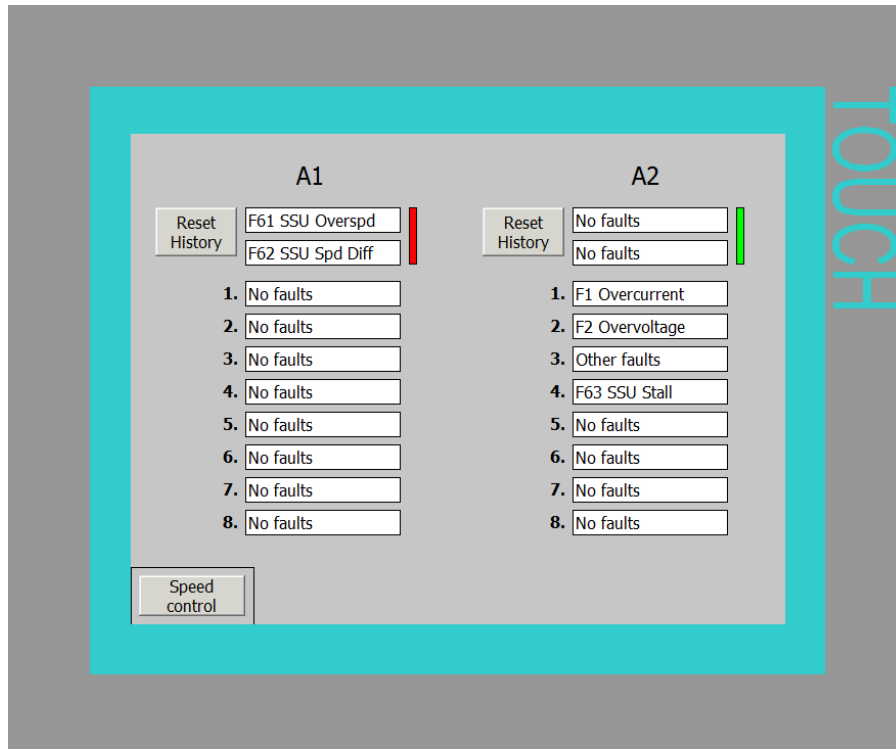 A1
Reset
History
F61 SSU Overspd
F62 SSU Spd Diff
1. No faults
2. No faults
3. No faults
4. No faults
5. No faults
6. No faults
7. No faults
8. No faults
A2
Reset
History
No faults
No faults
1. F1 Overcurrent
2. F2 Overvoltage
3. Other faults
4. F63 SSU Stall
5. No faults
6. No faults
7. No faults
8. No faults
Speed
control
TOUCH